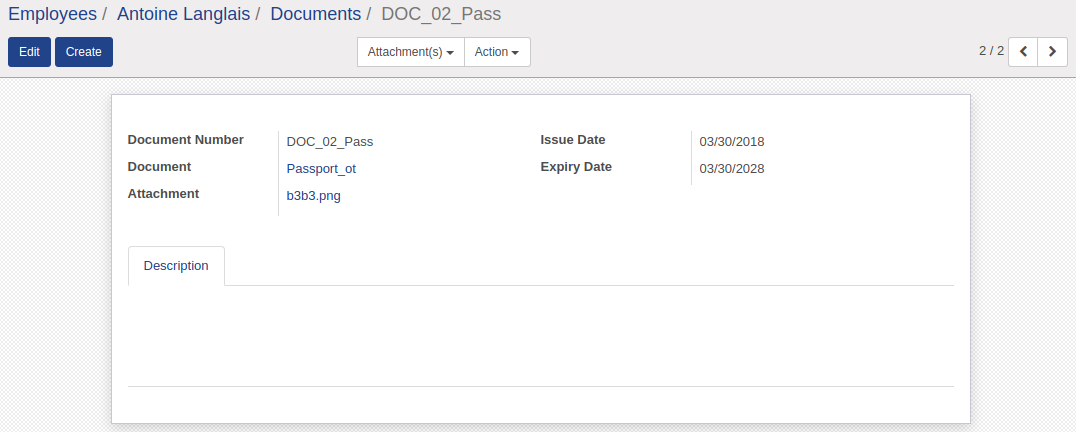 Employees / Antoine Langlais / Documents / DOC_02_Pass
Edit Create Attachment(s) Action 2 / 2
Document Number DOC_02_Pass Issue Date 03/30/2018
Document Passport_ot Expiry Date 03/30/2028
Attachment b3b3.png
Description